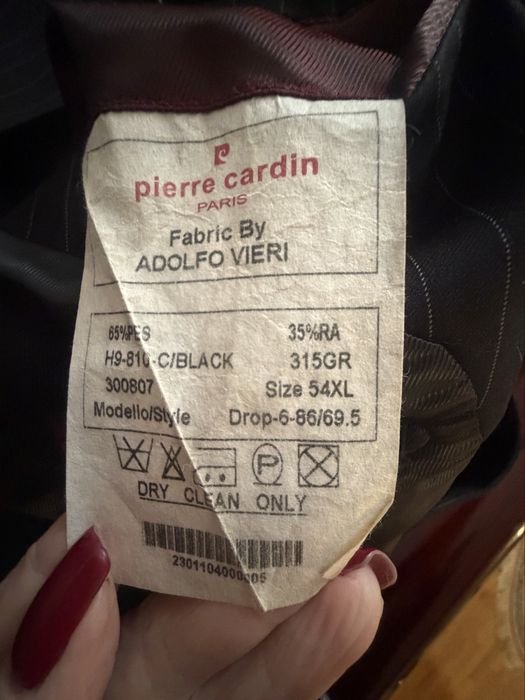 pierre cardin
PARIS
Fabric By
ADOLFO VIERI
65%PES 35%RA
H9-810-C/BLACK 315GR
300807 Size 54XL
Modello/Style Drop-6-86/69.5
P
DRY CLEAN ONLY